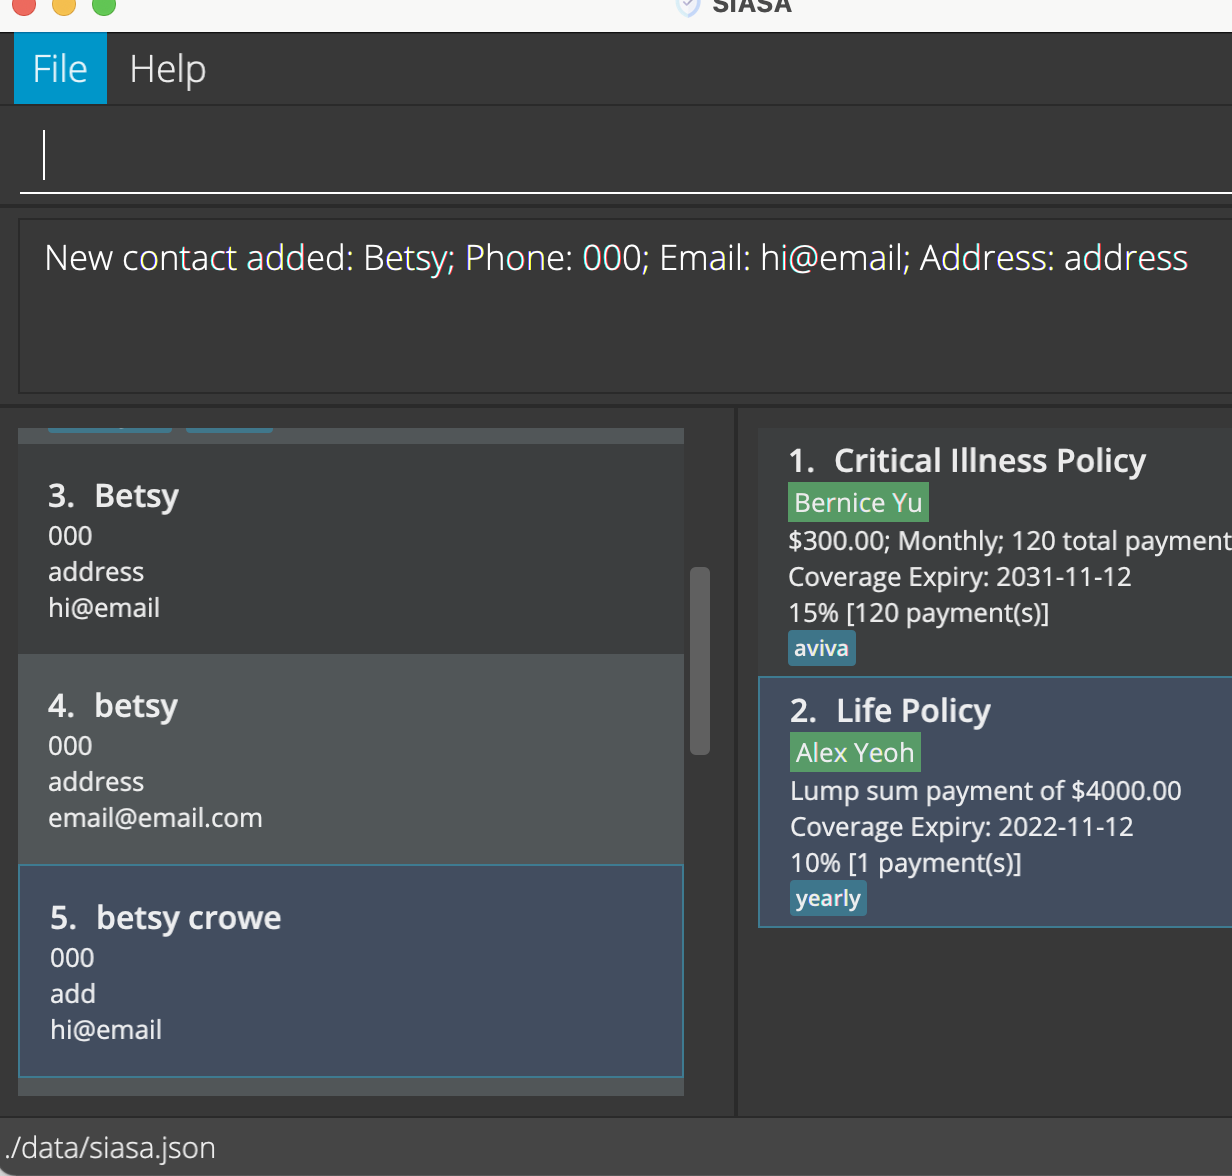 SIASA
File Help
New contact added: Betsy; Phone: 000; Email: hi@email; Address: address
3. Betsy
000
address
hi@email
4. betsy
000
address
email@email.com
5. betsy crowe
000
add
hi@email
1. Critical Illness Policy
Bernice Yu
$300.00; Monthly; 120 total payment
Coverage Expiry: 2031-11-12
15% [120 payment(s)]
aviva
2. Life Policy
Alex Yeoh
Lump sum payment of $4000.00
Coverage Expiry: 2022-11-12
10% [1 payment(s)]
yearly
./data/siasa.json